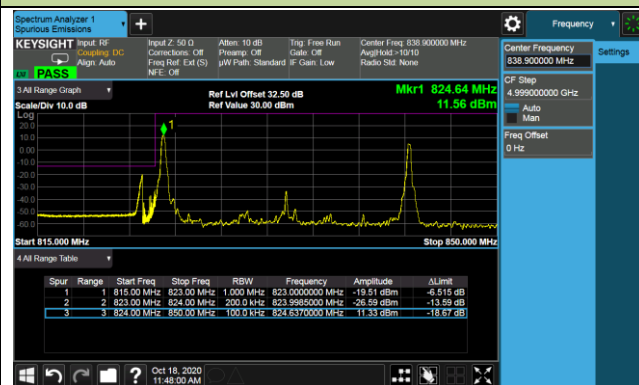 Spectrum Analyzer 1
Spurious Emissions
Frequency
KEYSIGHT
Input: RF
Coupling: DC
Align: Auto
Input Z: 50 Ω
Corrections: Off
Freq Ref: Ext (S)
NFE: Off
Atten: 10 dB
Preamp: Off
µW Path: Standard
Trig: Free Run
Gate: Off
IF Gain: Low
Center Freq: 838.900000 MHz
Avg|Hold:>10/10
Radio Std: None
PASS
Center Frequency
838.900000 MHz
Settings
CF Step
4.999000000 GHz
Auto
Man
Freq Offset
0 Hz
3 All Range Graph
Scale/Div 10.0 dB
Ref Lvl Offset 32.50 dB
Ref Value 30.00 dBm
Mkr1 824.64 MHz
11.56 dBm
Log
20.0
10.0
0.00
-10.0
-20.0
-30.0
-40.0
-50.0
-60.0
1
Start 815.000 MHz
Stop 850.000 MHz
4 All Range Table
Spur Range Start Freq Stop Freq RBW Frequency Amplitude ΔLimit
1 1 815.00 MHz 823.00 MHz 1.000 MHz 823.0000000 MHz -19.51 dBm -6.515 dB
2 2 823.00 MHz 824.00 MHz 200.0 kHz 823.9985000 MHz -26.59 dBm -13.59 dB
3 3 824.00 MHz 850.00 MHz 100.0 kHz 824.6370000 MHz 11.33 dBm -18.67 dB
?
Oct 18, 2020
11:48:00 AM